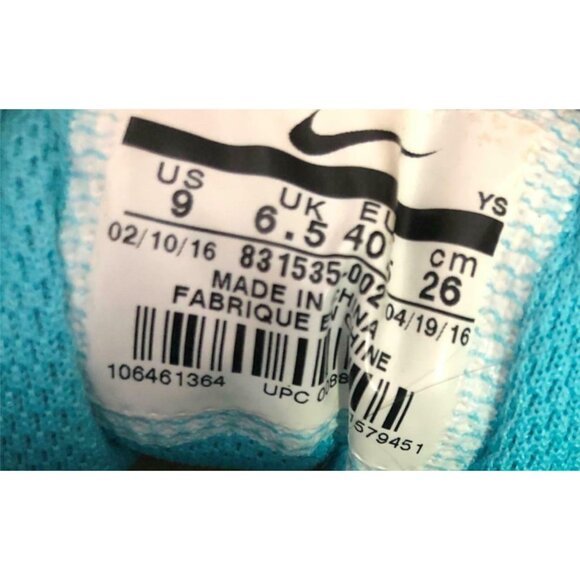 YS
US UK EU cm
9 6.5 40 26
02/10/16 831535-002 04/19/16
MADE IN CHINA
FABRIQUE EN CHINE
106461364 UPC 1579451